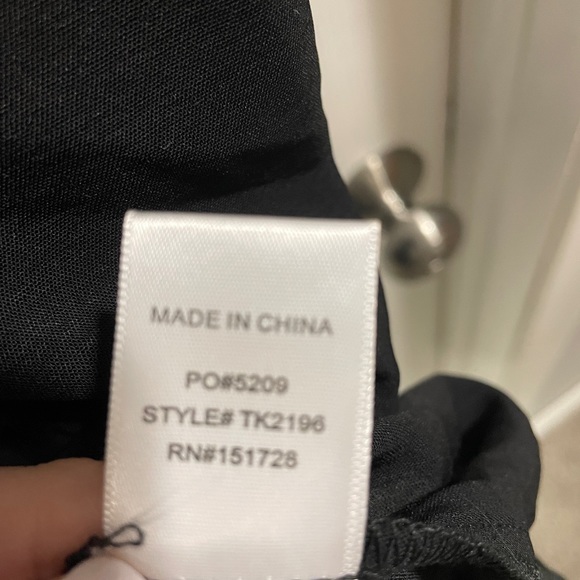 MADE IN CHINA
PO#5209
STYLE# TK2196
RN#151728